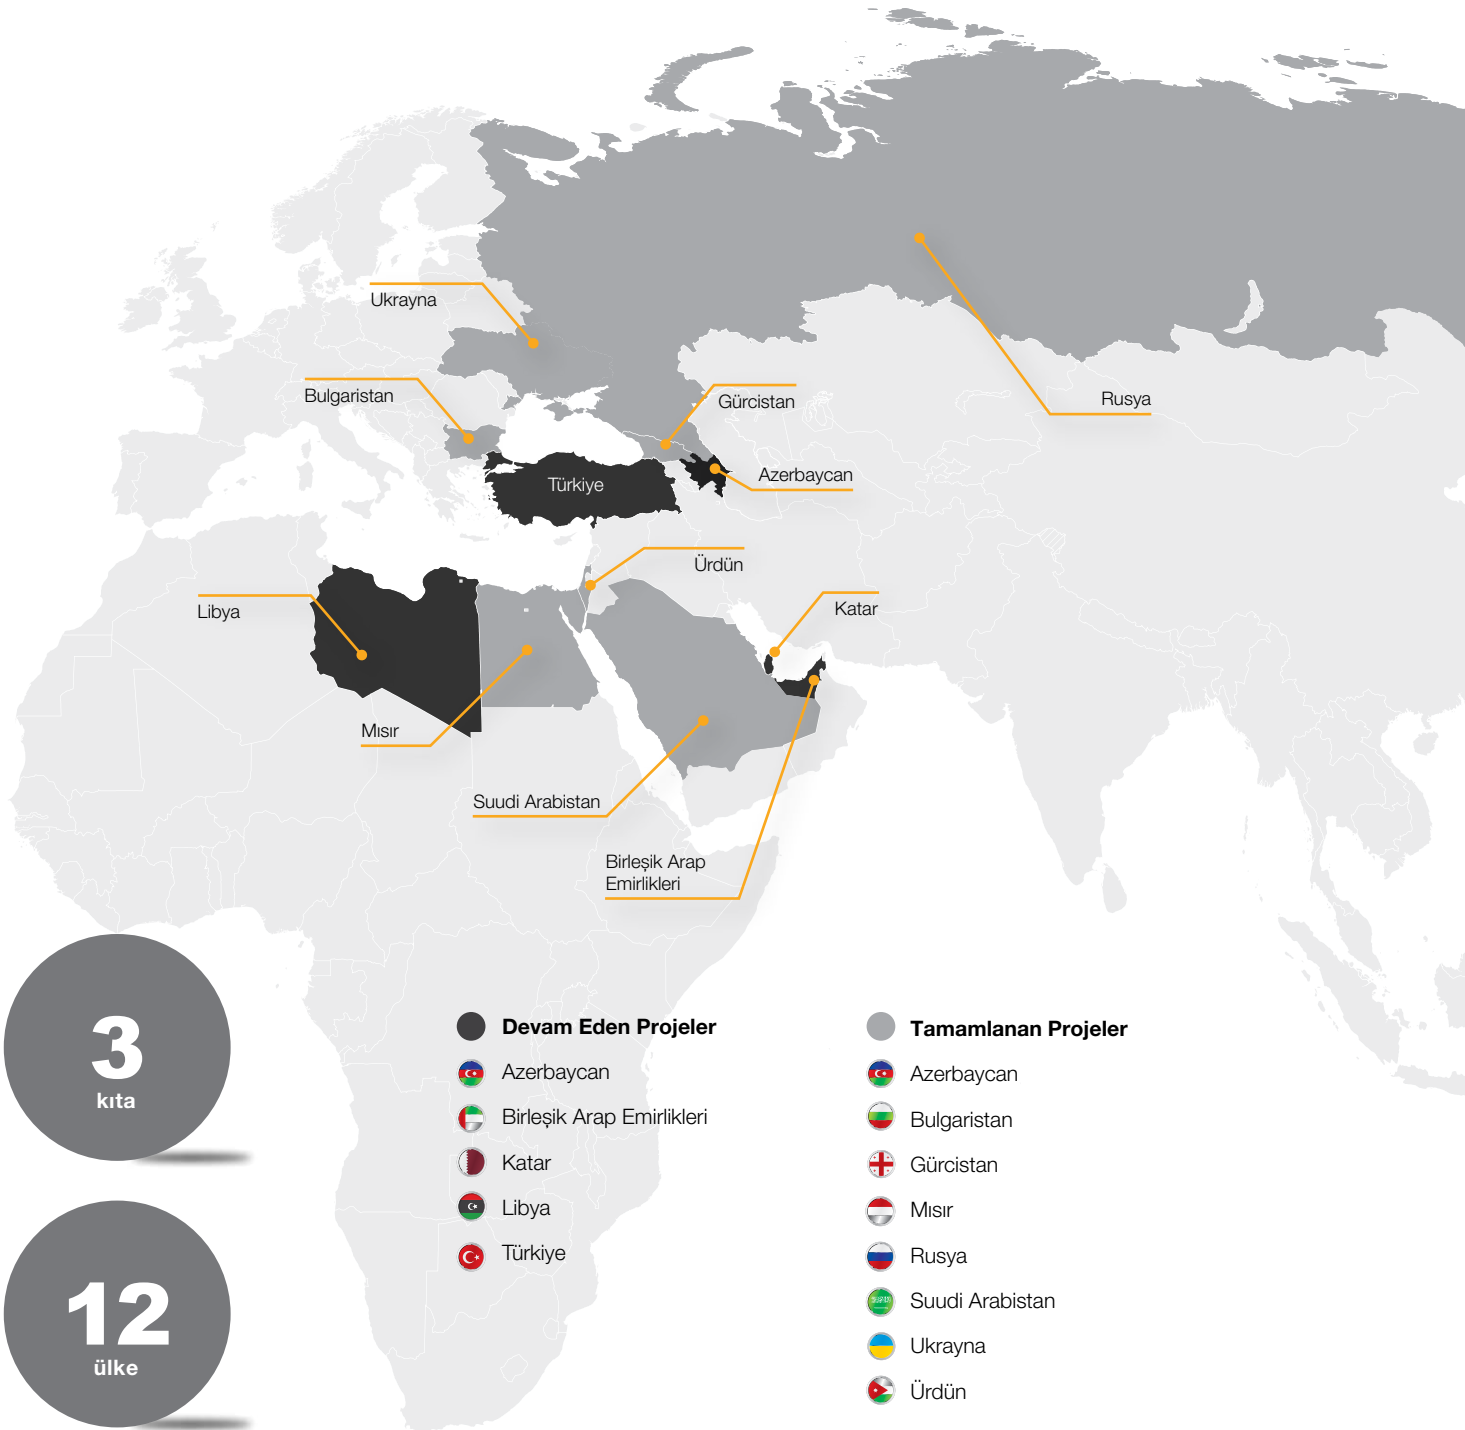 Ukrayna
Bulgaristan
Gürcistan
Rusya
Azerbaycan
Türkiye
Ürdün
Libya
Katar
Mısır
Suudi Arabistan
Birleşik Arap
Emirlikleri
3
kıta
12
ülke
Devam Eden Projeler
Azerbaycan
Birleşik Arap Emirlikleri
Katar
Libya
Türkiye
Tamamlanan Projeler
Azerbaycan
Bulgaristan
Gürcistan
Mısır
Rusya
Suudi Arabistan
Ukrayna
Ürdün